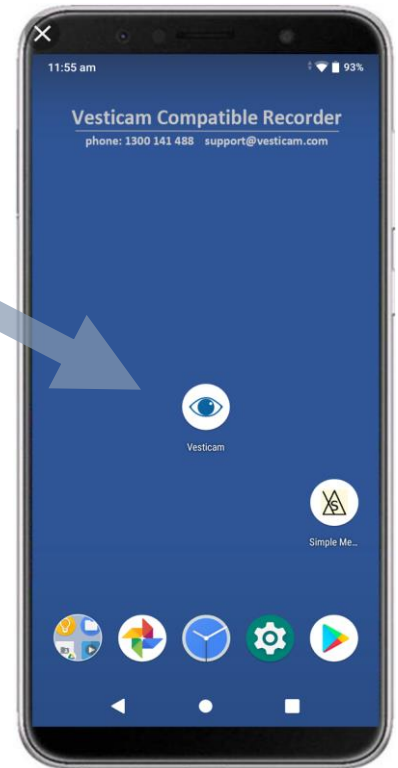 11:55 am 93%
Vesticam Compatible Recorder
phone: 1300 141 488 support@vesticam.com
Vesticam
S
Simple Me...